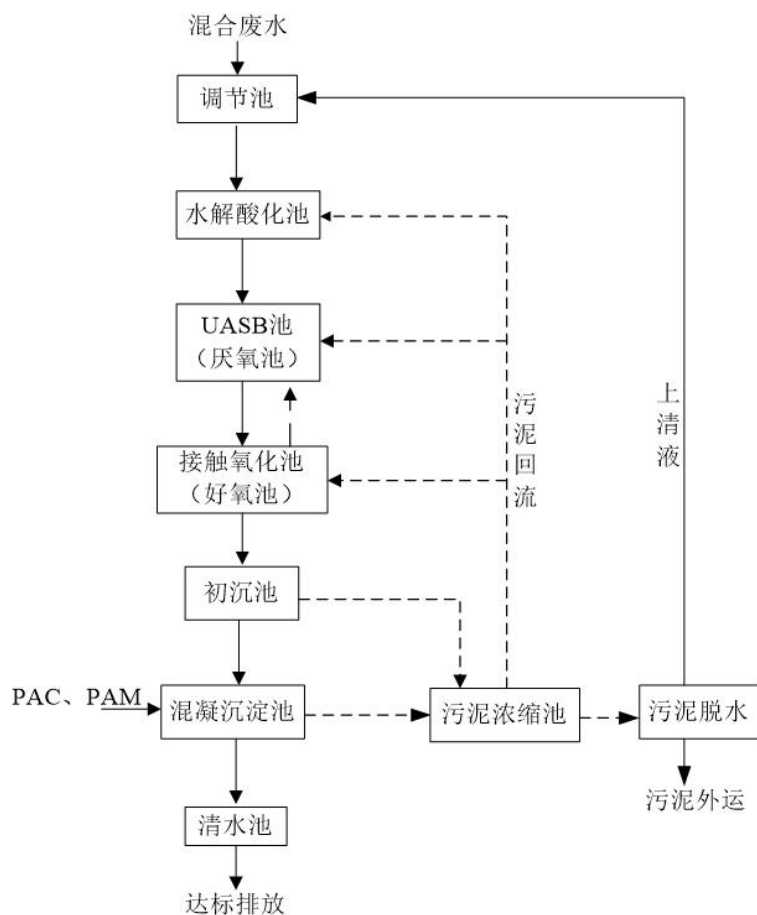 混合废水
调节池
水解酸化池
UASB池
（厌氧池）
接触氧化池
（好氧池）
污泥回流
上清液
初沉池
PAC、PAM
混凝沉淀池
污泥浓缩池
污泥脱水
污泥外运
清水池
达标排放